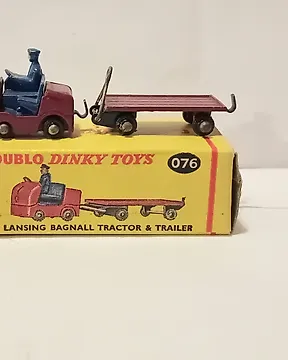 DUBLO DINKY TOYS 076
LANSING BAGNALL TRACTOR & TRAILER